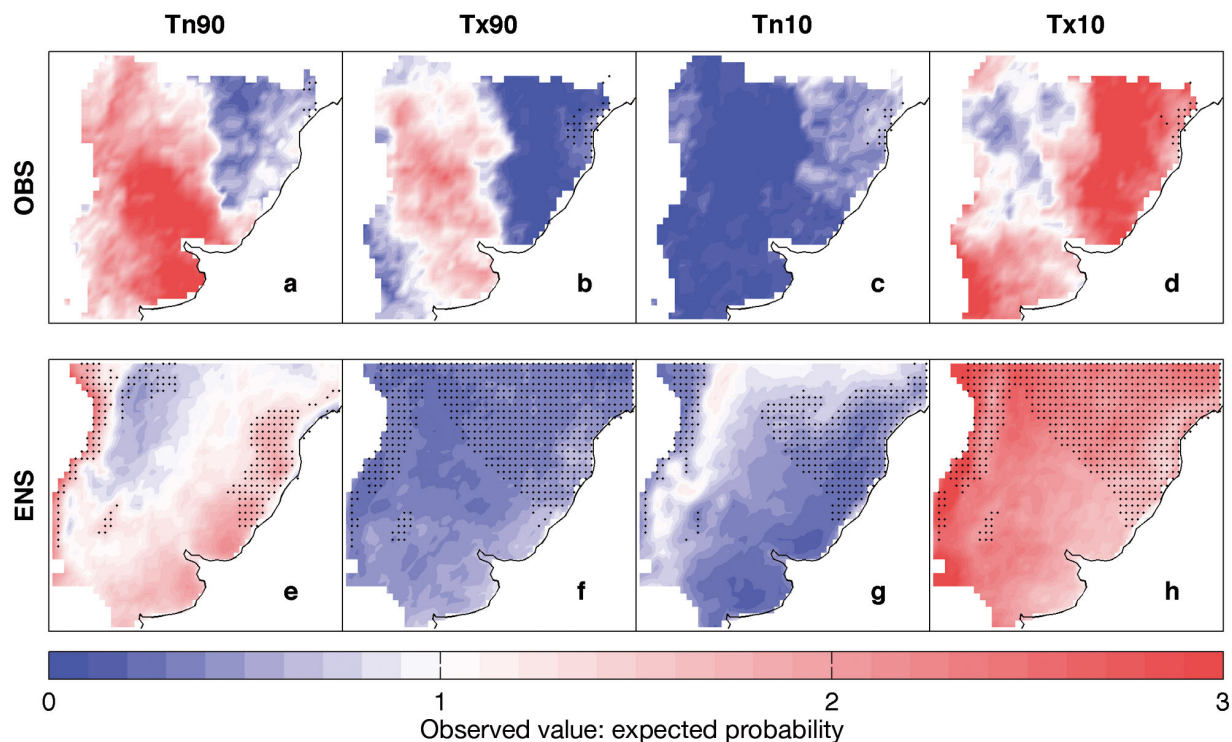 Tn90 Tx90 Tn10 Tx10
OBS
a b c d
ENS
e f g h
0 1 2 3
Observed value: expected probability